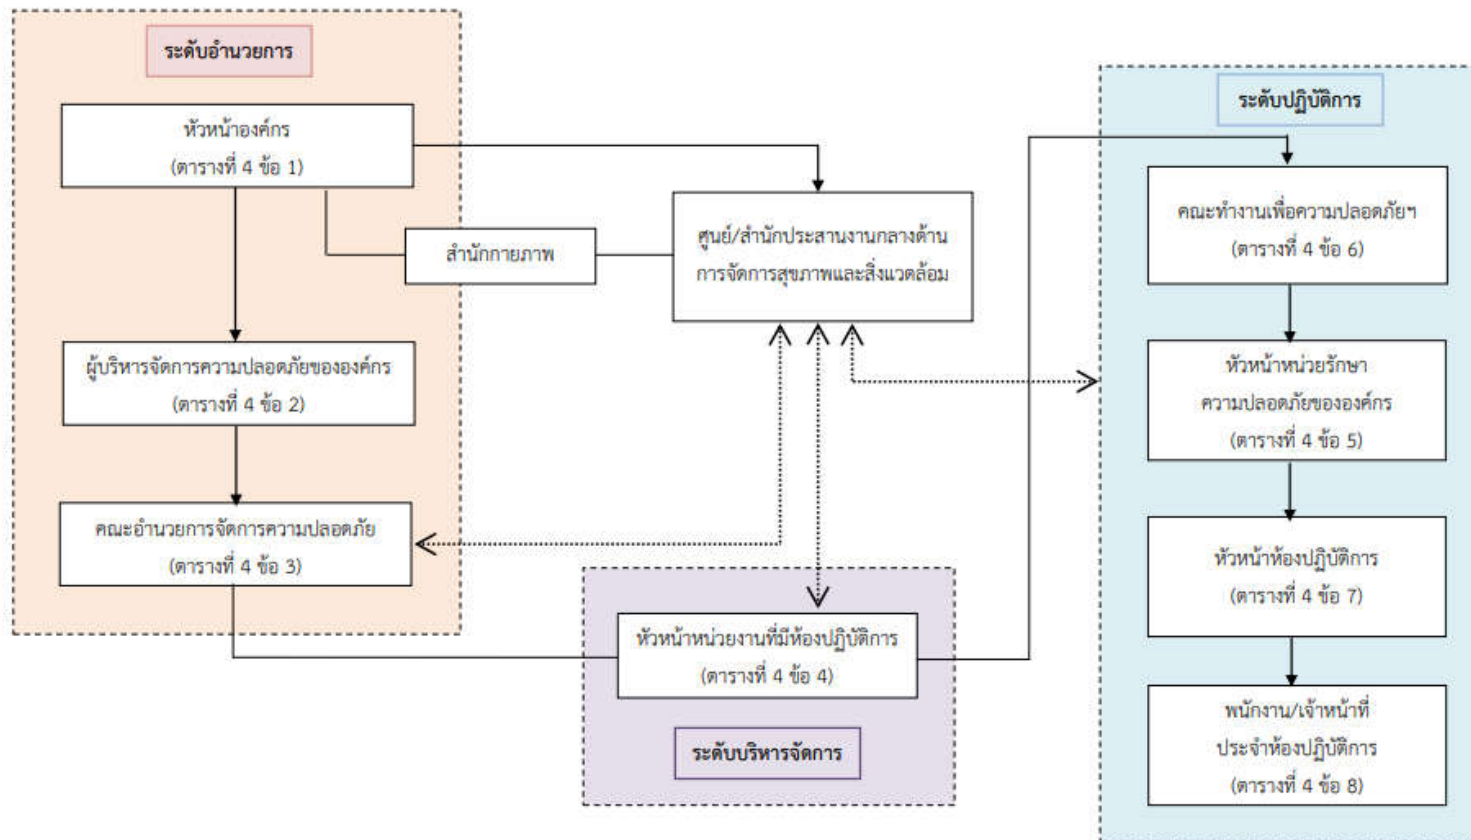 ระดับอำนวยการ
หัวหน้าองค์กร
(ตารางที่ 4 ข้อ 1)
สำนักกายภาพ
ผู้บริหารจัดการความปลอดภัยขององค์กร
(ตารางที่ 4 ข้อ 2)
คณะอำนวยการจัดการความปลอดภัย
(ตารางที่ 4 ข้อ 3)
ศูนย์/สำนักประสานงานกลางด้าน
การจัดการสุขภาพและสิ่งแวดล้อม
หัวหน้าหน่วยงานที่มีห้องปฏิบัติการ
(ตารางที่ 4 ข้อ 4)
ระดับบริหารจัดการ
ระดับปฏิบัติการ
คณะทำงานเพื่อความปลอดภัยฯ
(ตารางที่ 4 ข้อ 6)
หัวหน้าหน่วยรักษา
ความปลอดภัยขององค์กร
(ตารางที่ 4 ข้อ 5)
หัวหน้าห้องปฏิบัติการ
(ตารางที่ 4 ข้อ 7)
พนักงาน/เจ้าหน้าที่
ประจำห้องปฏิบัติการ
(ตารางที่ 4 ข้อ 8)